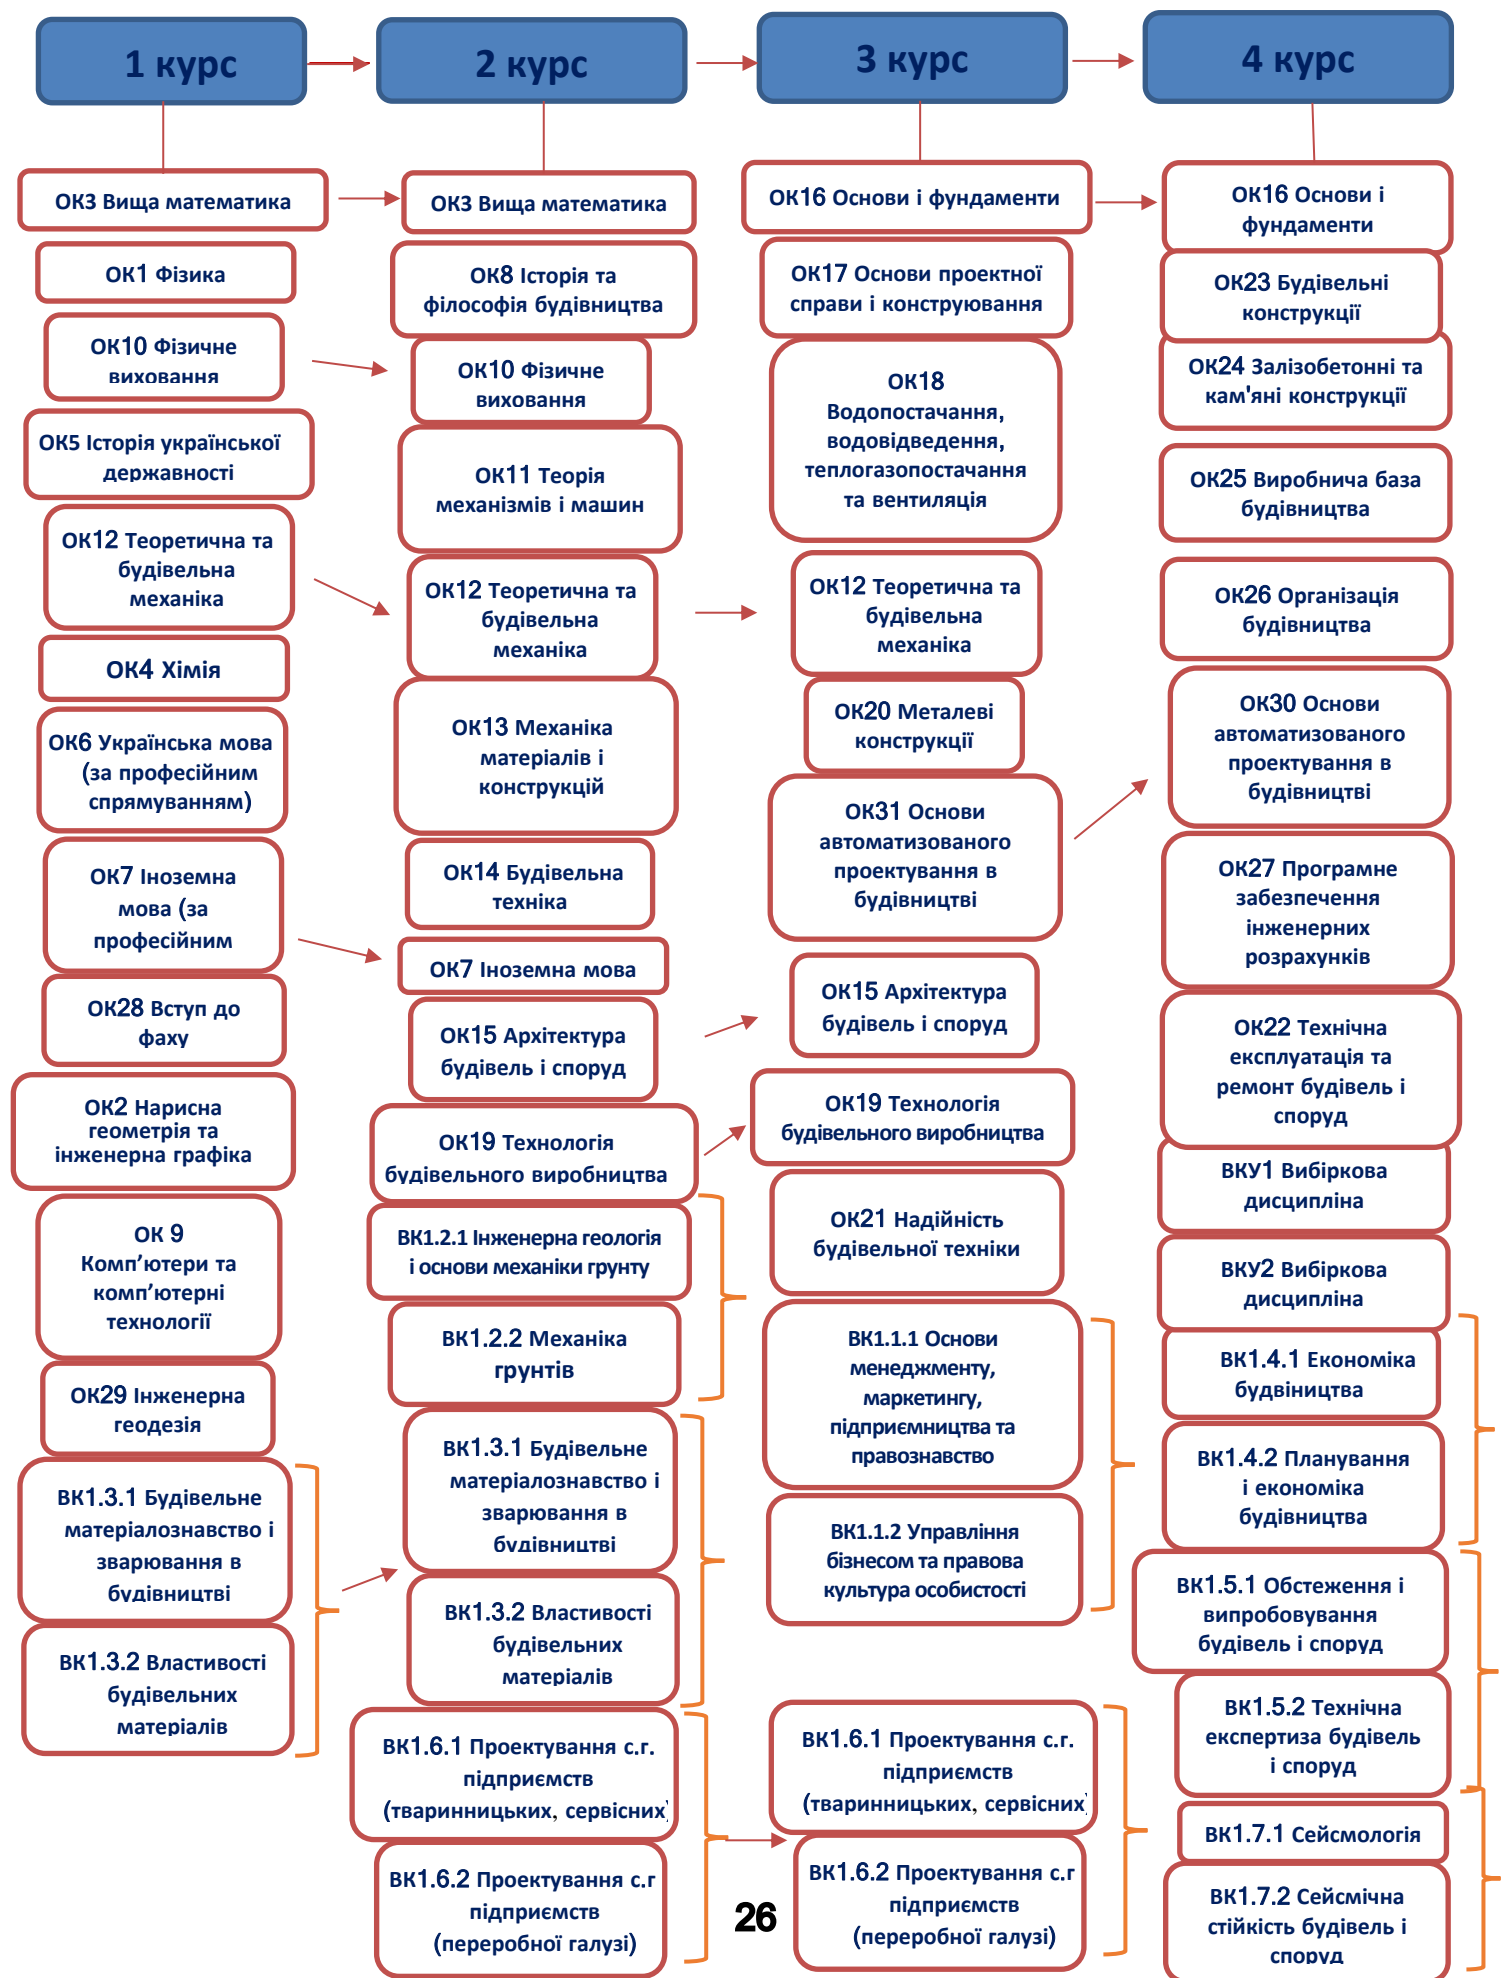 1 курс
2 курс
3 курс
4 курс
ОК3 Вища математика
ОК1 Фізика
ОК10 Фізичне
виховання
ОК5 Історія української
державності
ОК12 Теоретична та
будівельна
механіка
ОК4 Хімія
ОК6 Українська мова
(за професійним
спрямуванням)
ОК7 Іноземна
мова (за
професійним
ОК28 Вступ до
фаху
ОК2 Нарисна
геометрія та
інженерна графіка
ОК 9
Комп’ютери та
комп’ютерні
технології
ОК29 Інженерна
геодезія
ВК1.3.1 Будівельне
матеріалознавство і
зварювання в
будівництві
ВК1.3.2 Властивості
будівельних
матеріалів
ОК3 Вища математика
ОК8 Історія та
філософія будівництва
ОК10 Фізичне
виховання
ОК11 Теорія
механізмів і машин
ОК12 Теоретична та
будівельна
механіка
ОК13 Механіка
матеріалів і
конструкцій
ОК14 Будівельна
техніка
ОК7 Іноземна мова
ОК15 Архітектура
будівель і споруд
ОК19 Технологія
будівельного виробництва
ВК1.2.1 Інженерна геологія
і основи механіки грунту
ВК1.2.2 Механіка
грунтів
ВК1.3.1 Будівельне
матеріалознавство і
зварювання в
будівництві
ВК1.3.2 Властивості
будівельних
матеріалів
ВК1.6.1 Проектування с.г.
підприємств
(тваринницьких, сервісних)
ВК1.6.2 Проектування с.г
підприємств
(переробної галузі)
ОК16 Основи і фундаменти
ОК17 Основи проектної
справи і конструювання
ОК18
Водопостачання,
водовідведення,
теплогазопостачання
та вентиляція
ОК12 Теоретична та
будівельна
механіка
ОК20 Металеві
конструкції
ОК31 Основи
автоматизованого
проектування в
будівництві
ОК15 Архітектура
будівель і споруд
ОК19 Технологія
будівельного виробництва
ОК21 Надійність
будівельної техніки
ВК1.1.1 Основи
менеджменту,
маркетингу,
підприємництва та
правознавство
ВК1.1.2 Управління
бізнесом та правова
культура особистості
ВК1.6.1 Проектування с.г.
підприємств
(тваринницьких, сервісних)
ВК1.6.2 Проектування с.г
підприємств
(переробної галузі)
ОК16 Основи і
фундаменти
ОК23 Будівельні
конструкції
ОК24 Залізобетонні та
кам'яні конструкції
ОК25 Виробнича база
будівництва
ОК26 Організація
будівництва
ОК30 Основи
автоматизованого
проектування в
будівництві
ОК27 Програмне
забезпечення
інженерних
розрахунків
ОК22 Технічна
експлуатація та
ремонт будівель і
споруд
ВКУ1 Вибіркова
дисципліна
ВКУ2 Вибіркова
дисципліна
ВК1.4.1 Економіка
будвіництва
ВК1.4.2 Планування
і економіка
будівництва
ВК1.5.1 Обстеження і
випробовування
будівель і споруд
ВК1.5.2 Технічна
експертиза будівель
і споруд
ВК1.7.1 Сейсмологія
ВК1.7.2 Сейсмічна
стійкість будівель і
споруд
26